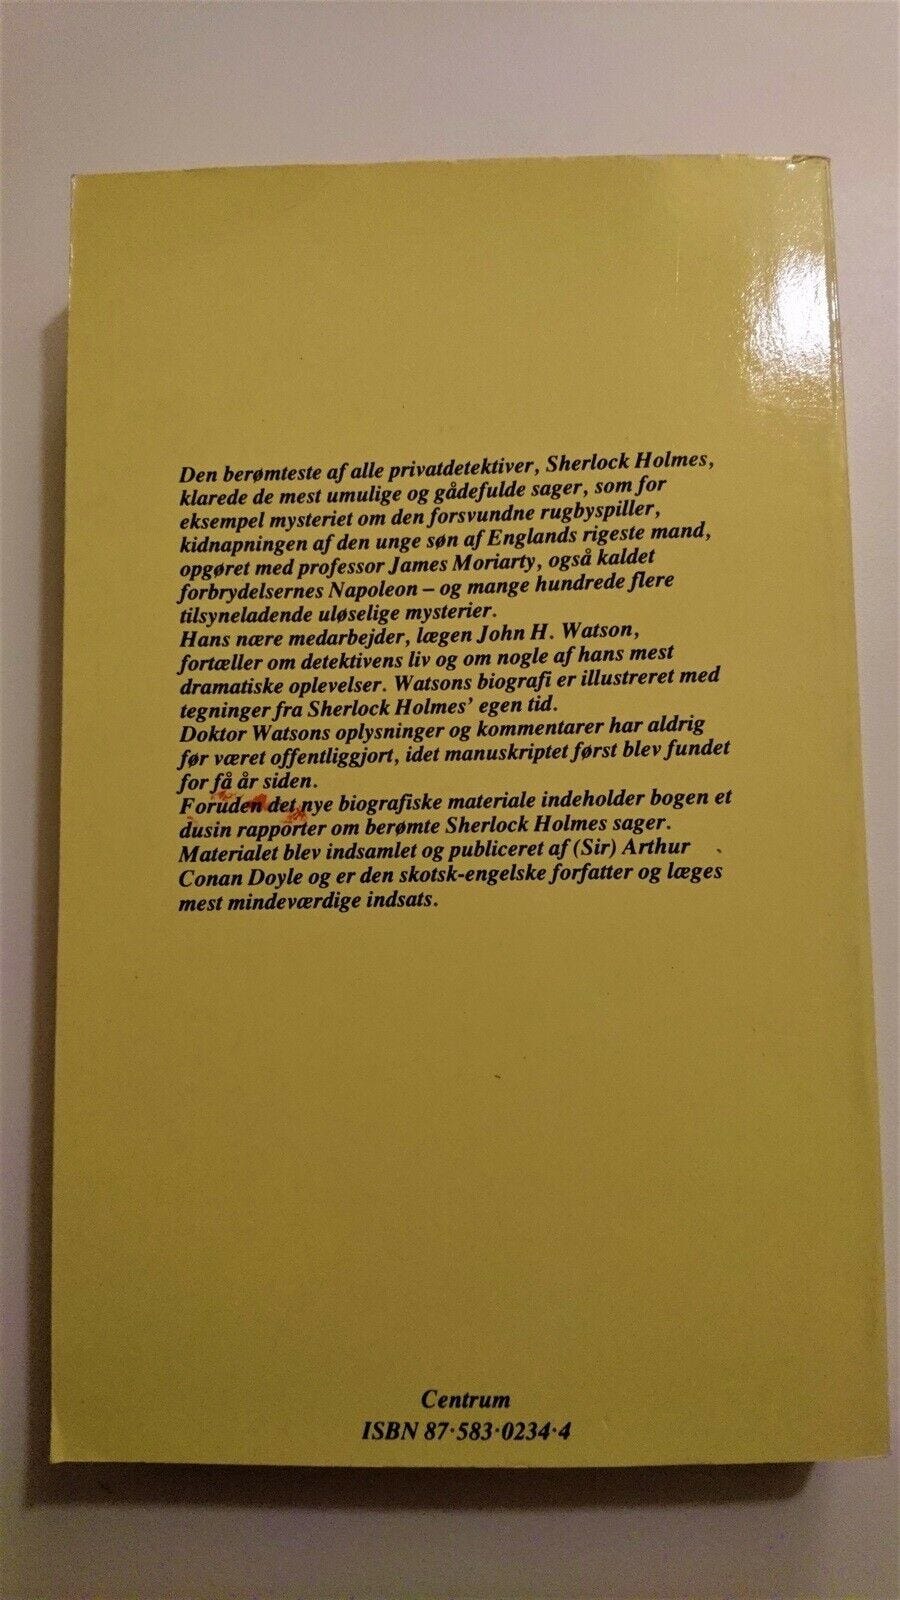 Den berømteste af alle privatdetektiver, Sherlock Holmes,
klarede de mest umulige og gådefulde sager, som for
eksempel mysteriet om den forsvundne rugbyspiller,
kidnapningen af den unge søn af Englands rigeste mand,
opgøret med professor James Moriarty, også kaldet
forbrydelsernes Napoleon – og mange hundrede flere
tilsyneladende uløselige mysterier.
Hans nære medarbejder, lægen John H. Watson,
fortæller om detektivens liv og om nogle af hans mest
dramatiske oplevelser. Watsons biografi er illustreret med
tegninger fra Sherlock Holmes' egen tid.
Doktor Watsons oplysninger og kommentarer har aldrig
før været offentliggjort, idet manuskriptet først blev fundet
for få år siden.
Foruden det nye biografiske materiale indeholder bogen et
dusin rapporter om berømte Sherlock Holmes sager.
Materialet blev indsamlet og publiceret af (Sir) Arthur
Conan Doyle og er den skotsk-engelske forfatter og læges
mest mindeværdige indsats.
Centrum
ISBN 87·583·0234·4